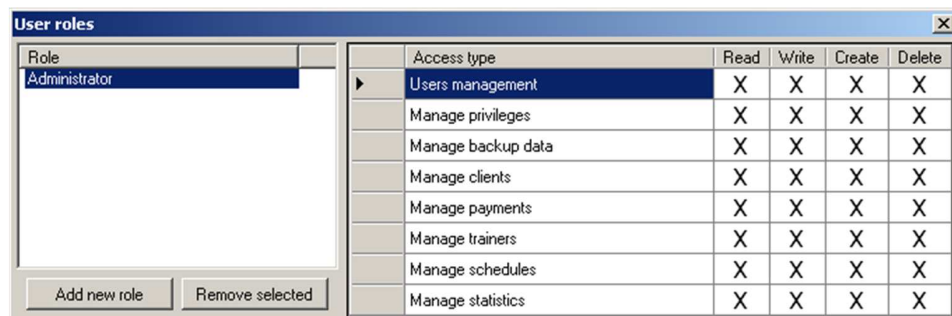 User roles
Role
Administrator
Add new role Remove selected
Access type Read Write Create Delete
Users management X X X X
Manage privileges X X X X
Manage backup data X X X X
Manage clients X X X X
Manage payments X X X X
Manage trainers X X X X
Manage schedules X X X X
Manage statistics X X X X